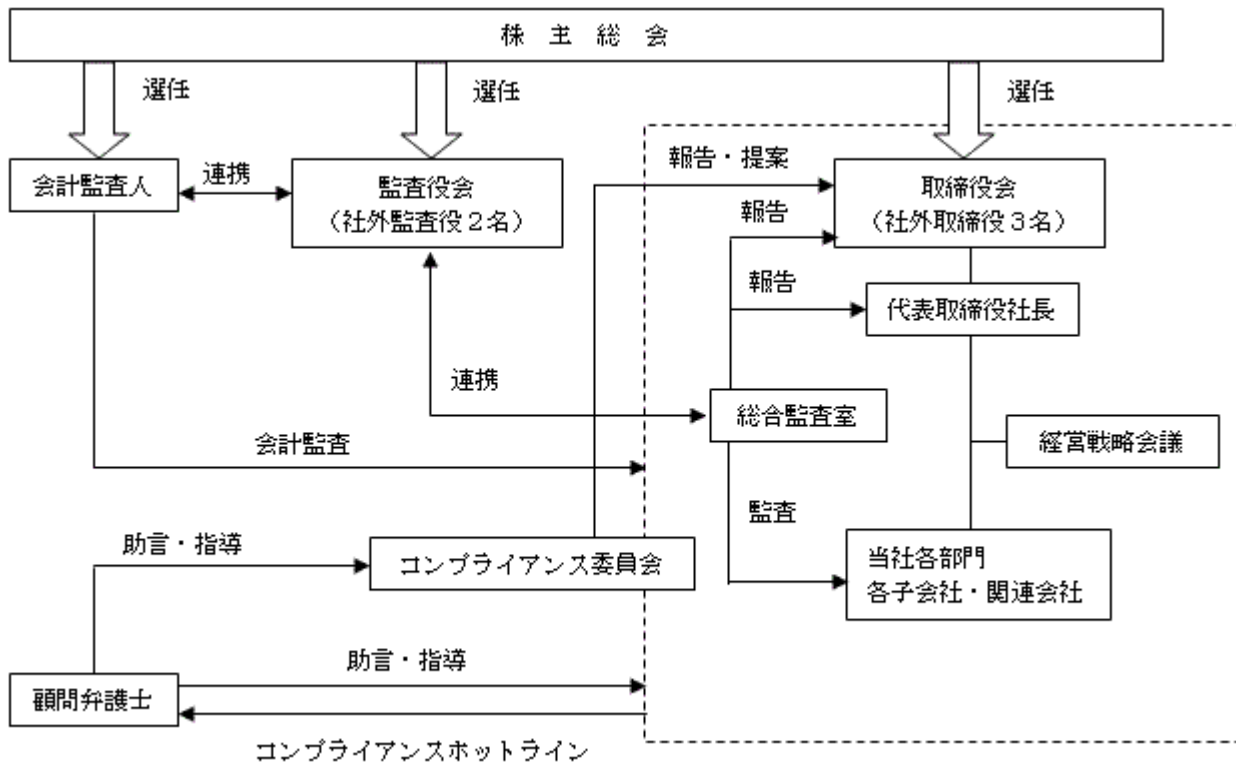 株主総会
選任
選任
選任
会計監査人
連携
監査役会
（社外監査役２名）
報告・提案
取締役会
（社外取締役３名）
報告
報告
代表取締役社長
連携
総合監査室
経営戦略会議
会計監査
監査
助言・指導
コンプライアンス委員会
当社各部門
各子会社・関連会社
助言・指導
顧問弁護士
コンプライアンスホットライン